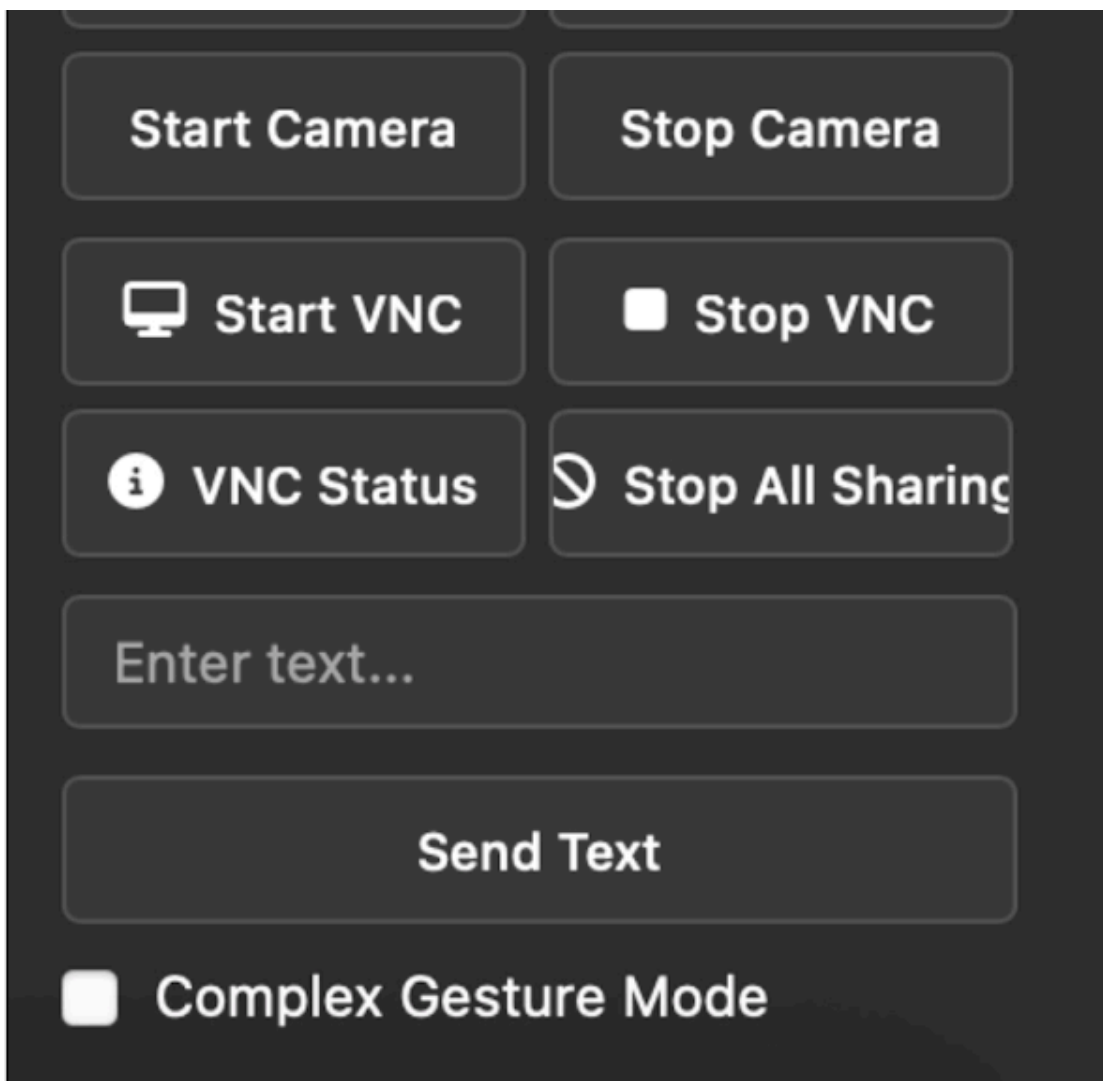 Start Camera
Stop Camera
Start VNC
Stop VNC
VNC Status
Stop All Sharing
Enter text...
Send Text
Complex Gesture Mode